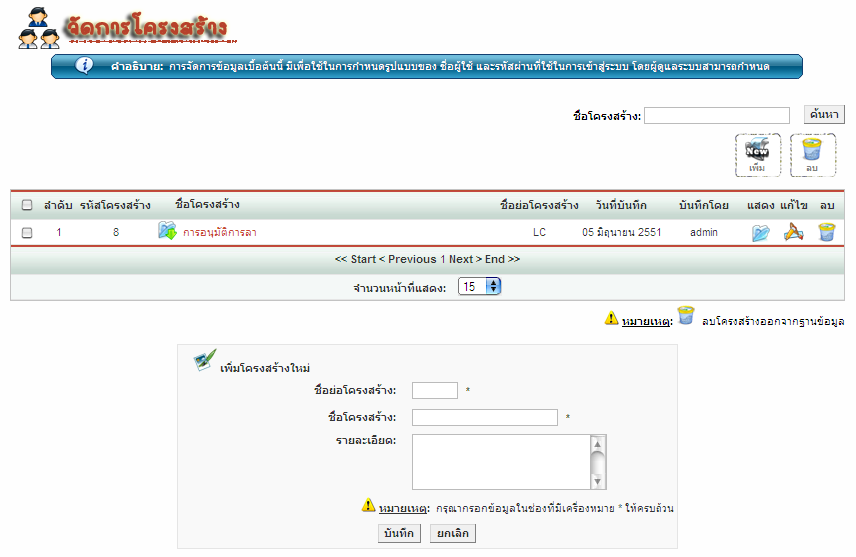 จัดการโครงสร้าง
คำอธิบาย: การจัดการข้อมูลเบื้อต้นนี้ มีเพื่อใช้ในการกำหนดรูปแบบของ ชื่อผู้ใช้ และรหัสผ่านที่ใช้ในการเข้าสู่ระบบ โดยผู้ดูแลระบบสามารถกำหนด
ชื่อโครงสร้าง: ค้นหา
New
เพิ่ม ลบ
ลำดับ รหัสโครงสร้าง ชื่อโครงสร้าง ชื่อย่อโครงสร้าง วันที่บันทึก บันทึกโดย แสดง แก้ไข ลบ
1 8 การอนุมัติการลา LC 05 มิถุนายน 2551 admin
<< Start < Previous 1 Next > End >>
จำนวนหน้าที่แสดง: 15
หมายเหตุ: ลบโครงสร้างออกจากฐานข้อมูล
เพิ่มโครงสร้างใหม่
ชื่อย่อโครงสร้าง: *
ชื่อโครงสร้าง: *
รายละเอียด:
หมายเหตุ: กรุณากรอกข้อมูลในช่องที่มีเครื่องหมาย * ให้ครบถ้วน
บันทึก ยกเลิก